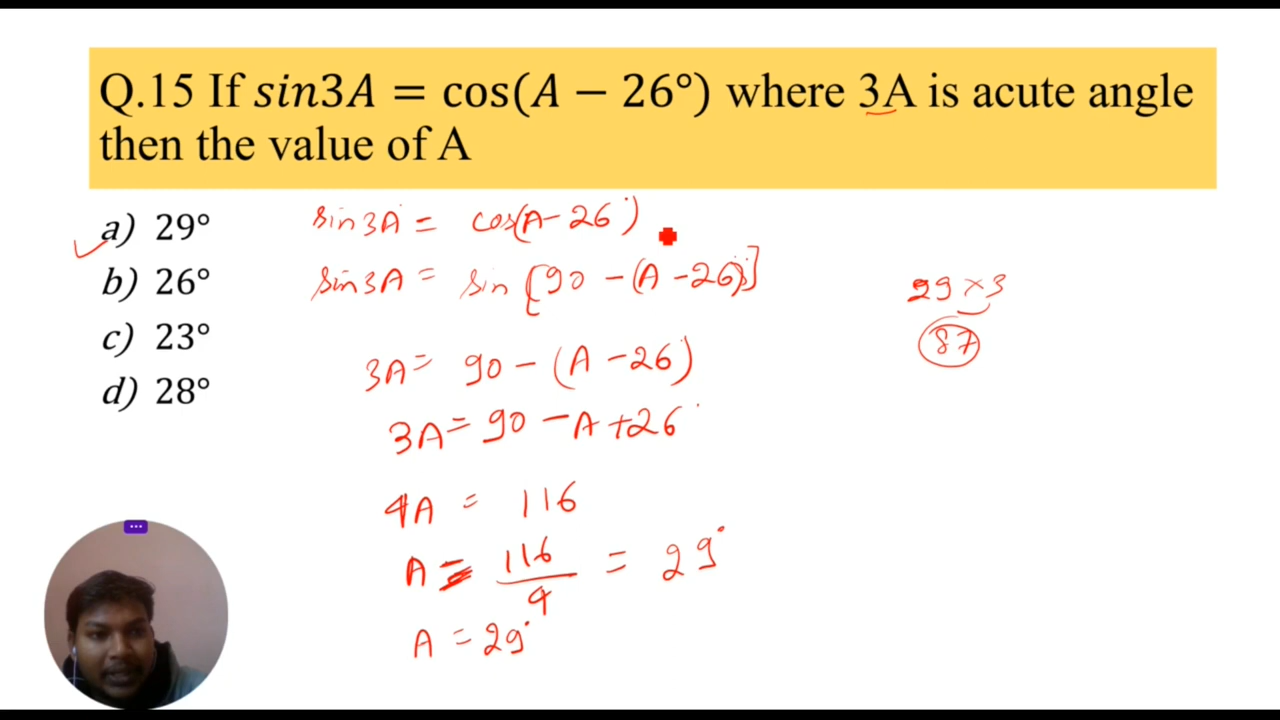 Q.15 If sin3A = cos(A − 26°) where 3A is acute angle
then the value of A
a) 29°
b) 26°
c) 23°
d) 28°
sin3A = cos(A-26°)
sin3A = sin [90 - (A - 26°)]
3A = 90 - (A - 26°)
3A = 90 - A + 26°
4A = 116
A = 116/4 = 29°
A = 29°
29 × 3
87